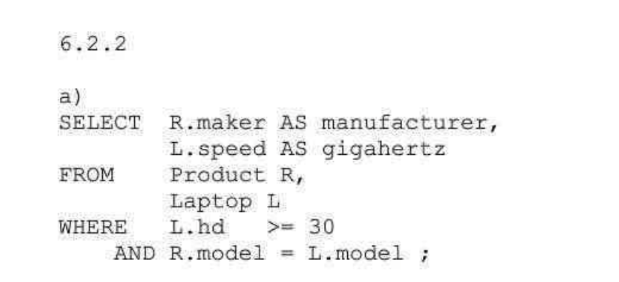 6.2.2
a)
SELECT R.maker AS manufacturer,
L.speed AS gigahertz
FROM Product R,
Laptop L
WHERE L.hd >= 30
AND R.model = L.model ;